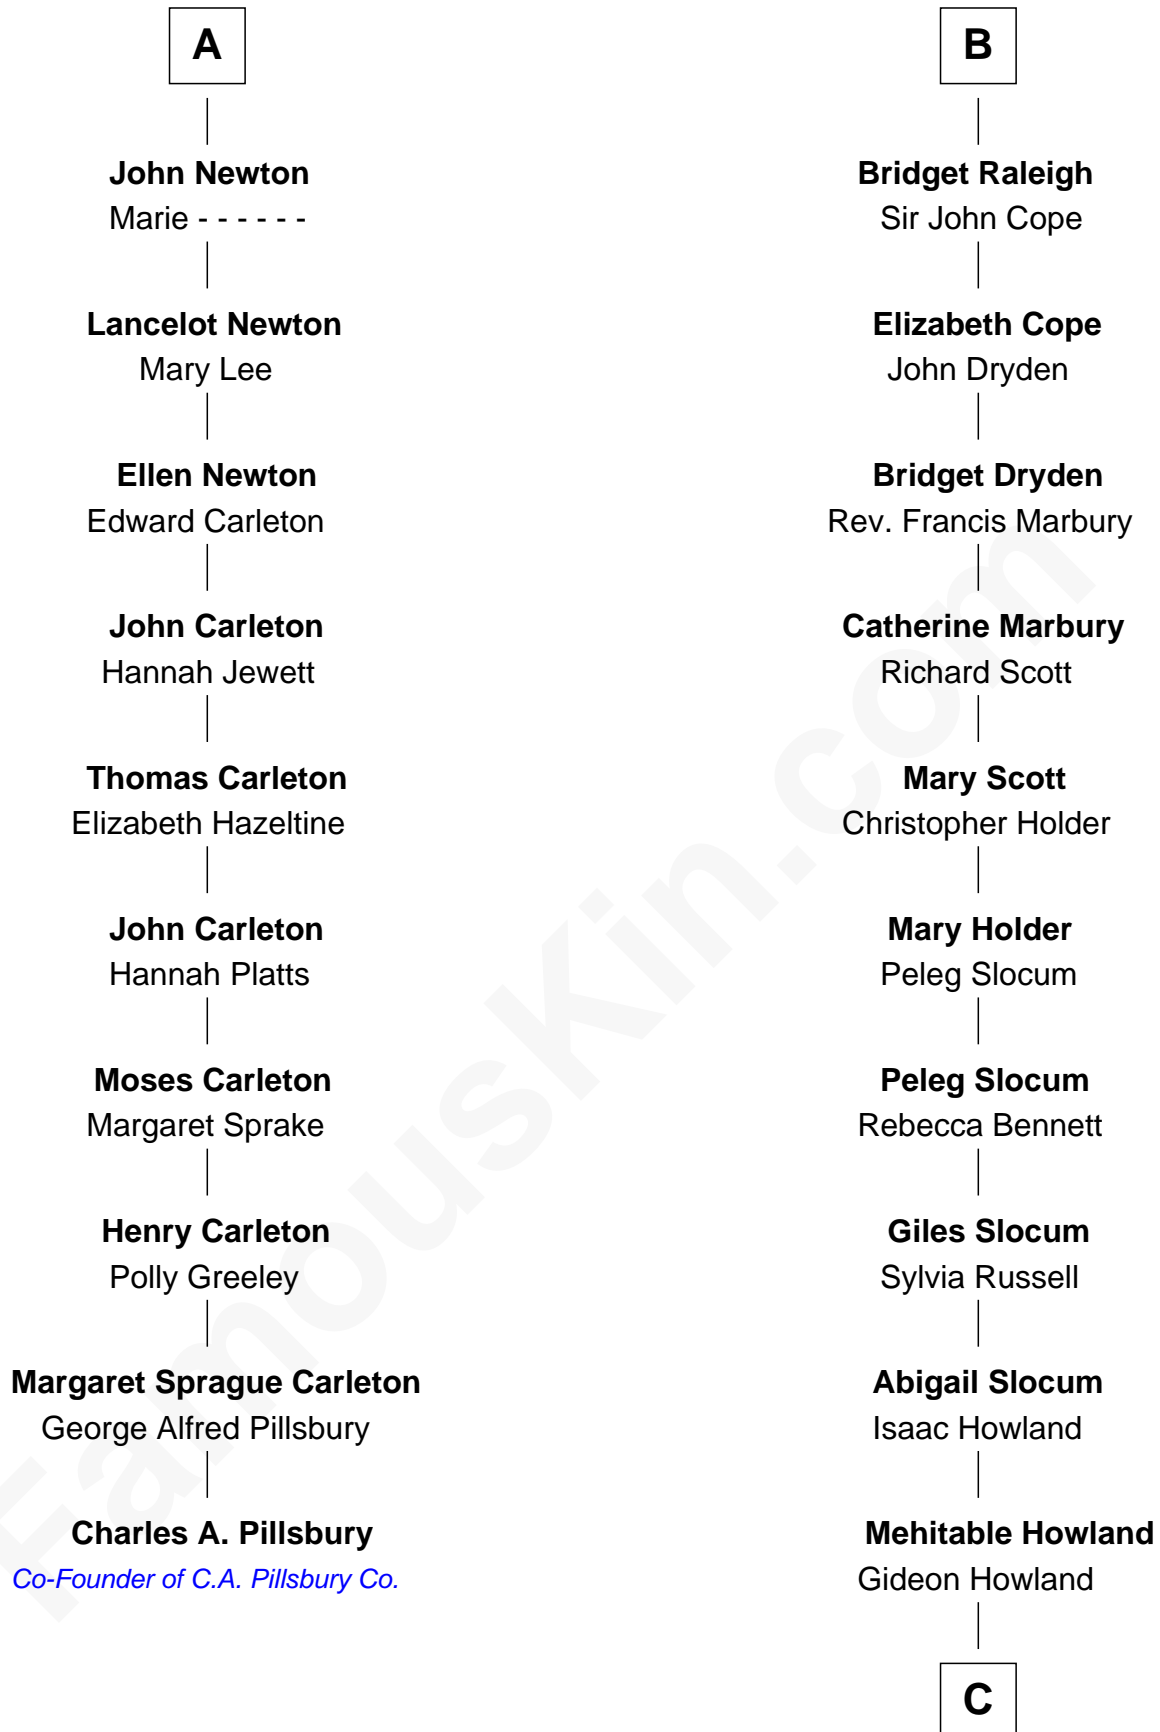 A
John Newton
Marie - - - - - -
Lancelot Newton
Mary Lee
Ellen Newton
Edward Carleton
John Carleton
Hannah Jewett
Thomas Carleton
Elizabeth Hazeltine
John Carleton
Hannah Platts
Moses Carleton
Margaret Sprake
Henry Carleton
Polly Greeley
Margaret Sprague Carleton
George Alfred Pillsbury
Charles A. Pillsbury
Co-Founder of C.A. Pillsbury Co.
B
Bridget Raleigh
Sir John Cope
Elizabeth Cope
John Dryden
Bridget Dryden
Rev. Francis Marbury
Catherine Marbury
Richard Scott
Mary Scott
Christopher Holder
Mary Holder
Peleg Slocum
Peleg Slocum
Rebecca Bennett
Giles Slocum
Sylvia Russell
Abigail Slocum
Isaac Howland
Mehitable Howland
Gideon Howland
C
FamousKin.com